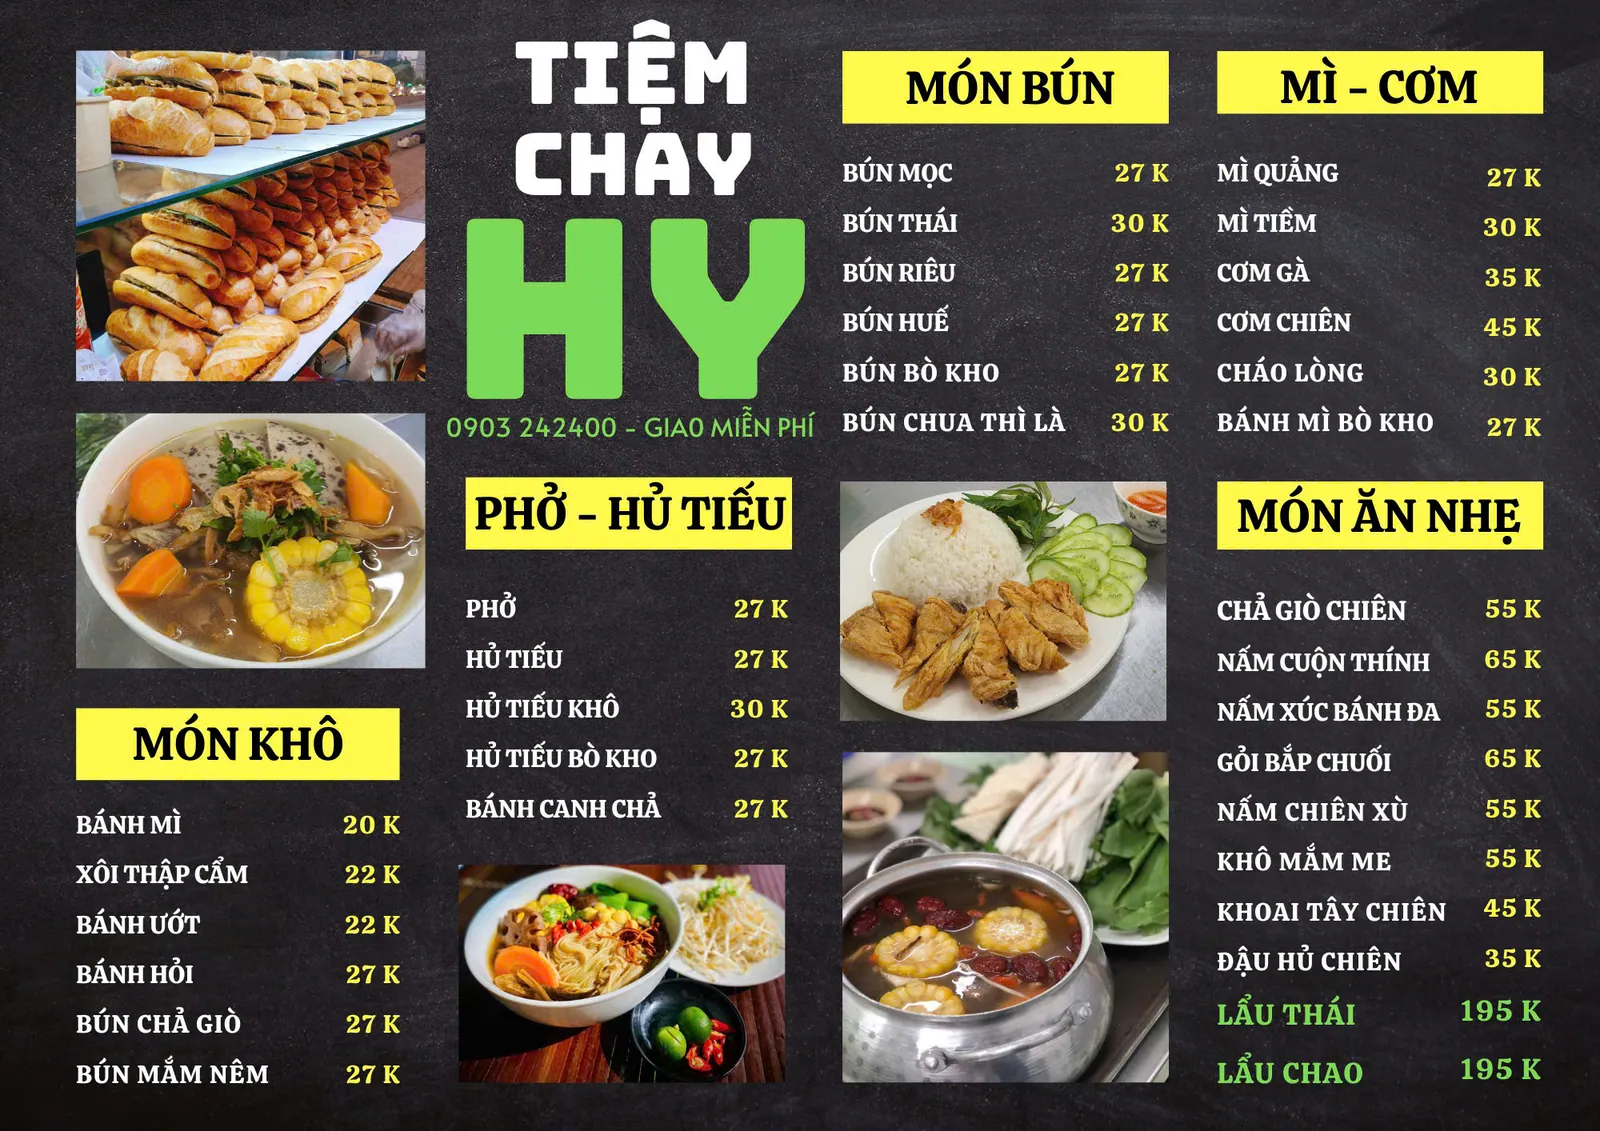 TIỆM
CHAY
HY
0903 242400 - GIAO MIỄN PHÍ
MÓN KHÔ
BÁNH MÌ 20 K
XÔI THẬP CẨM 22 K
BÁNH ƯỚT 22 K
BÁNH HỎI 27 K
BÚN CHẢ GIÒ 27 K
BÚN MẮM NÊM 27 K
PHỞ - HỦ TIẾU
PHỞ 27 K
HỦ TIẾU 27 K
HỦ TIẾU KHÔ 30 K
HỦ TIẾU BÒ KHO 27 K
BÁNH CANH CHẢ 27 K
MÓN BÚN
BÚN MỌC 27 K
BÚN THÁI 30 K
BÚN RIÊU 27 K
BÚN HUẾ 27 K
BÚN BÒ KHO 27 K
BÚN CHUA THÌ LÀ 30 K
MÌ - CƠM
MÌ QUẢNG 27 K
MÌ TIỀM 30 K
CƠM GÀ 35 K
CƠM CHIÊN 45 K
CHÁO LÒNG 30 K
BÁNH MÌ BÒ KHO 27 K
MÓN ĂN NHẸ
CHẢ GIÒ CHIÊN 55 K
NẤM CUỘN THÍNH 65 K
NẤM XÚC BÁNH ĐA 55 K
GỎI BẮP CHUỐI 65 K
NẤM CHIÊN XÙ 55 K
KHÔ MẮM ME 55 K
KHOAI TÂY CHIÊN 45 K
ĐẬU HỦ CHIÊN 35 K
LẨU THÁI 195 K
LẨU CHAO 195 K